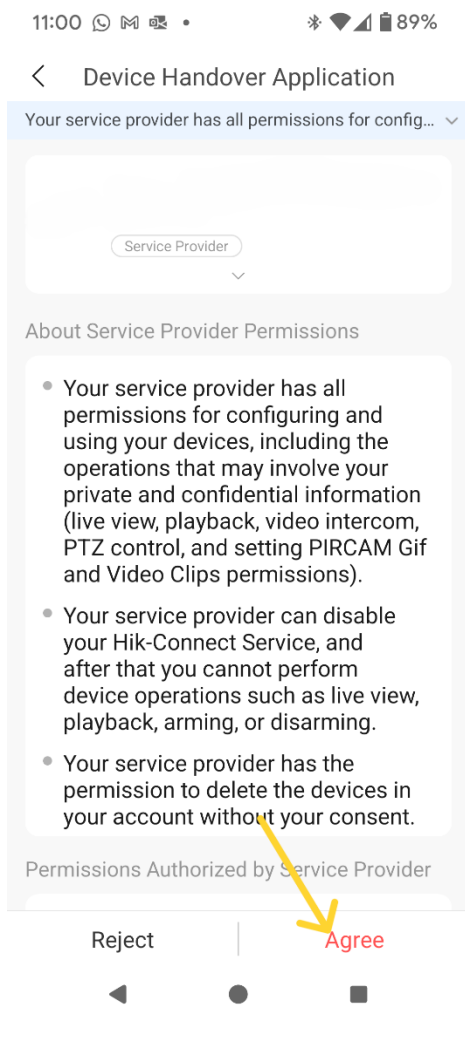 11:00
89%
Device Handover Application
Your service provider has all permissions for config...
Service Provider
About Service Provider Permissions
Your service provider has all
permissions for configuring and
using your devices, including the
operations that may involve your
private and confidential information
(live view, playback, video intercom,
PTZ control, and setting PIRCAM Gif
and Video Clips permissions).
Your service provider can disable
your Hik-Connect Service, and
after that you cannot perform
device operations such as live view,
playback, arming, or disarming.
Your service provider has the
permission to delete the devices in
your account without your consent.
Permissions Authorized by Service Provider
Reject
Agree